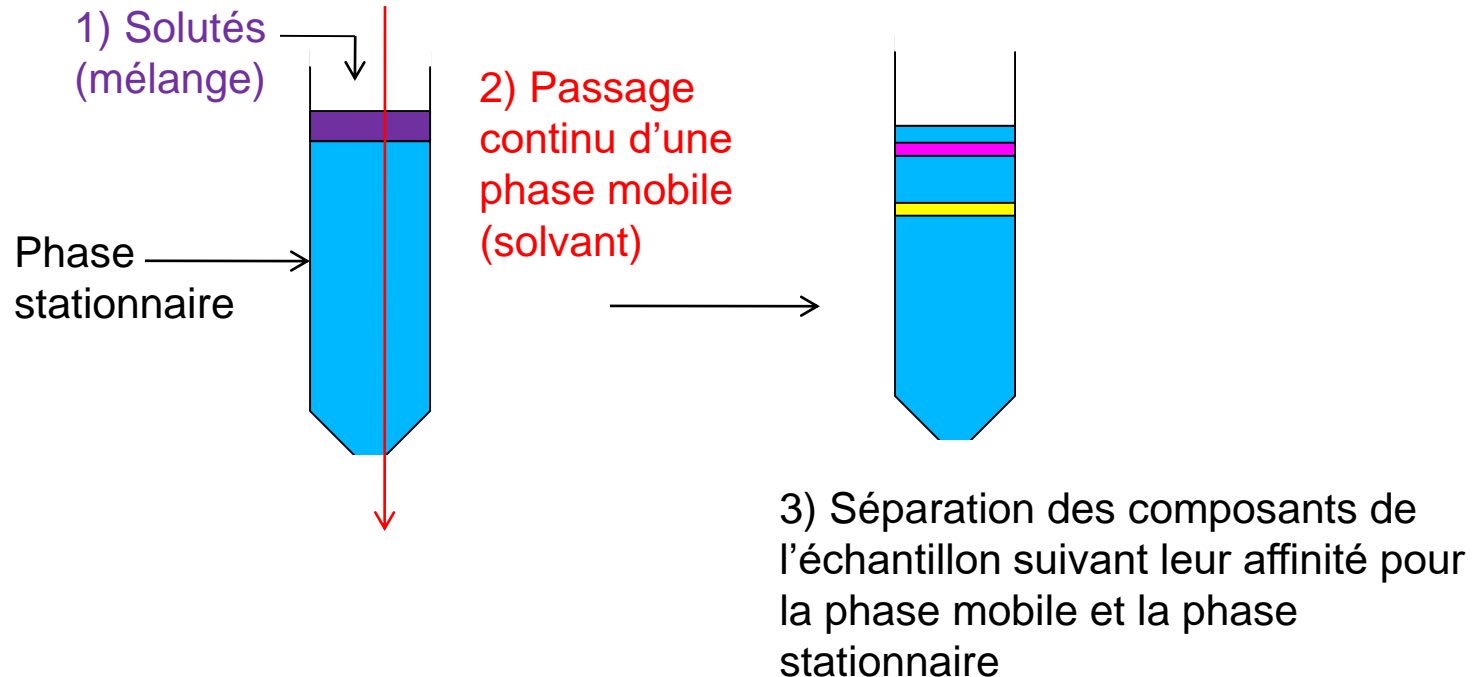 1) Solutés
(mélange)
2) Passage
continu d’une
phase mobile
(solvant)
Phase
stationnaire
3) Séparation des composants de
l’échantillon suivant leur affinité pour
la phase mobile et la phase
stationnaire